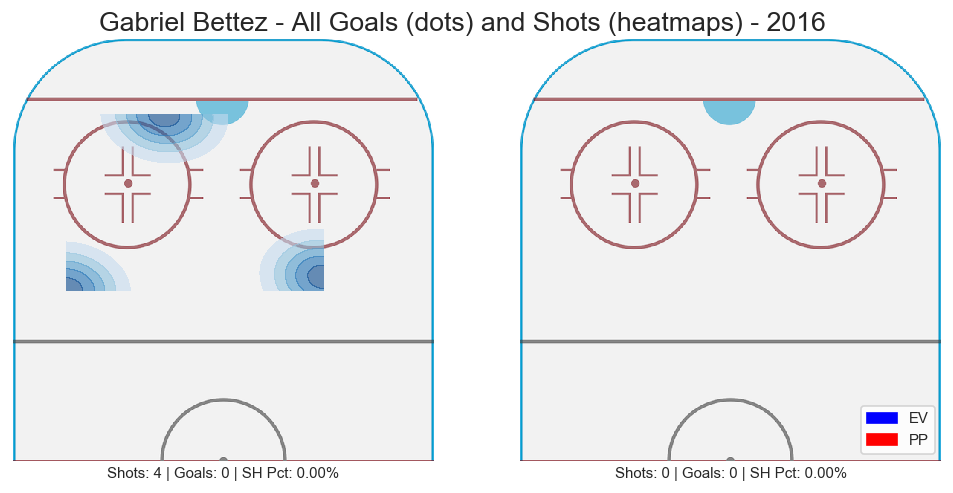 Gabriel Bettez - All Goals (dots) and Shots (heatmaps) - 2016
EV
PP
Shots: 4 | Goals: 0 | SH Pct: 0.00%
Shots: 0 | Goals: 0 | SH Pct: 0.00%